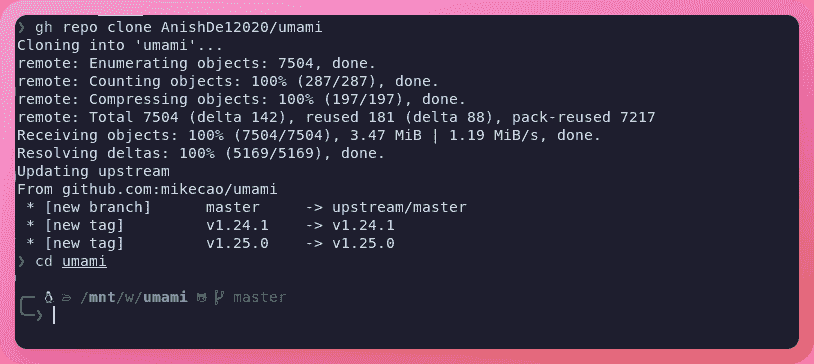 ❯ gh repo clone AnishDe12020/umami
Cloning into 'umami'...
remote: Enumerating objects: 7504, done.
remote: Counting objects: 100% (287/287), done.
remote: Compressing objects: 100% (197/197), done.
remote: Total 7504 (delta 142), reused 181 (delta 88), pack-reused 7217
Receiving objects: 100% (7504/7504), 3.47 MiB | 1.19 MiB/s, done.
Resolving deltas: 100% (5169/5169), done.
Updating upstream
From github.com:mikecao/umami
 * [new branch]      master     -> upstream/master
 * [new tag]         v1.24.1    -> v1.24.1
 * [new tag]         v1.25.0    -> v1.25.0
❯ cd umami
/mnt/w/umami master
❯